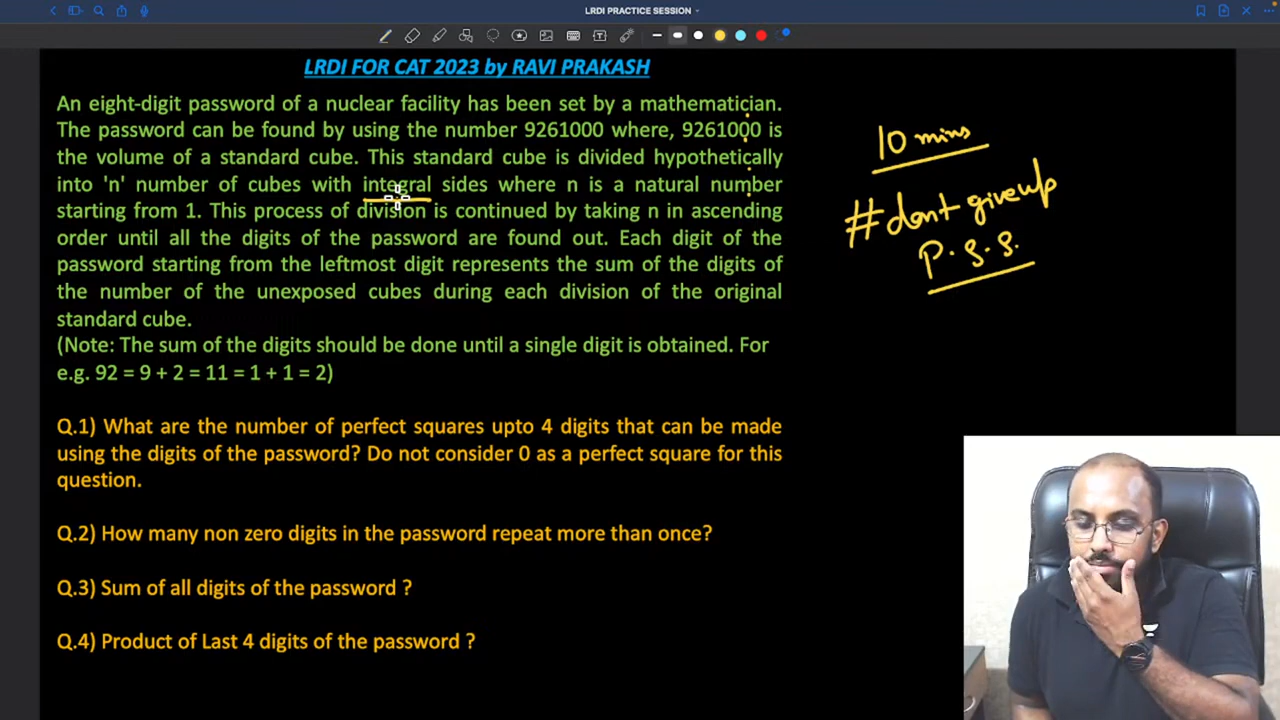 LRDI PRACTICE SESSION
LRDI FOR CAT 2023 by RAVI PRAKASH
An eight-digit password of a nuclear facility has been set by a mathematician.
The password can be found by using the number 9261000 where, 9261000 is
the volume of a standard cube. This standard cube is divided hypothetically
into 'n' number of cubes with integral sides where n is a natural number
starting from 1. This process of division is continued by taking n in ascending
order until all the digits of the password are found out. Each digit of the
password starting from the leftmost digit represents the sum of the digits of
the number of the unexposed cubes during each division of the original
standard cube.
(Note: The sum of the digits should be done until a single digit is obtained. For
e.g. 92 = 9 + 2 = 11 = 1 + 1 = 2)
Q.1) What are the number of perfect squares upto 4 digits that can be made
using the digits of the password? Do not consider 0 as a perfect square for this
question.
Q.2) How many non zero digits in the password repeat more than once?
Q.3) Sum of all digits of the password ?
Q.4) Product of Last 4 digits of the password ?
10 mins
#dont give up